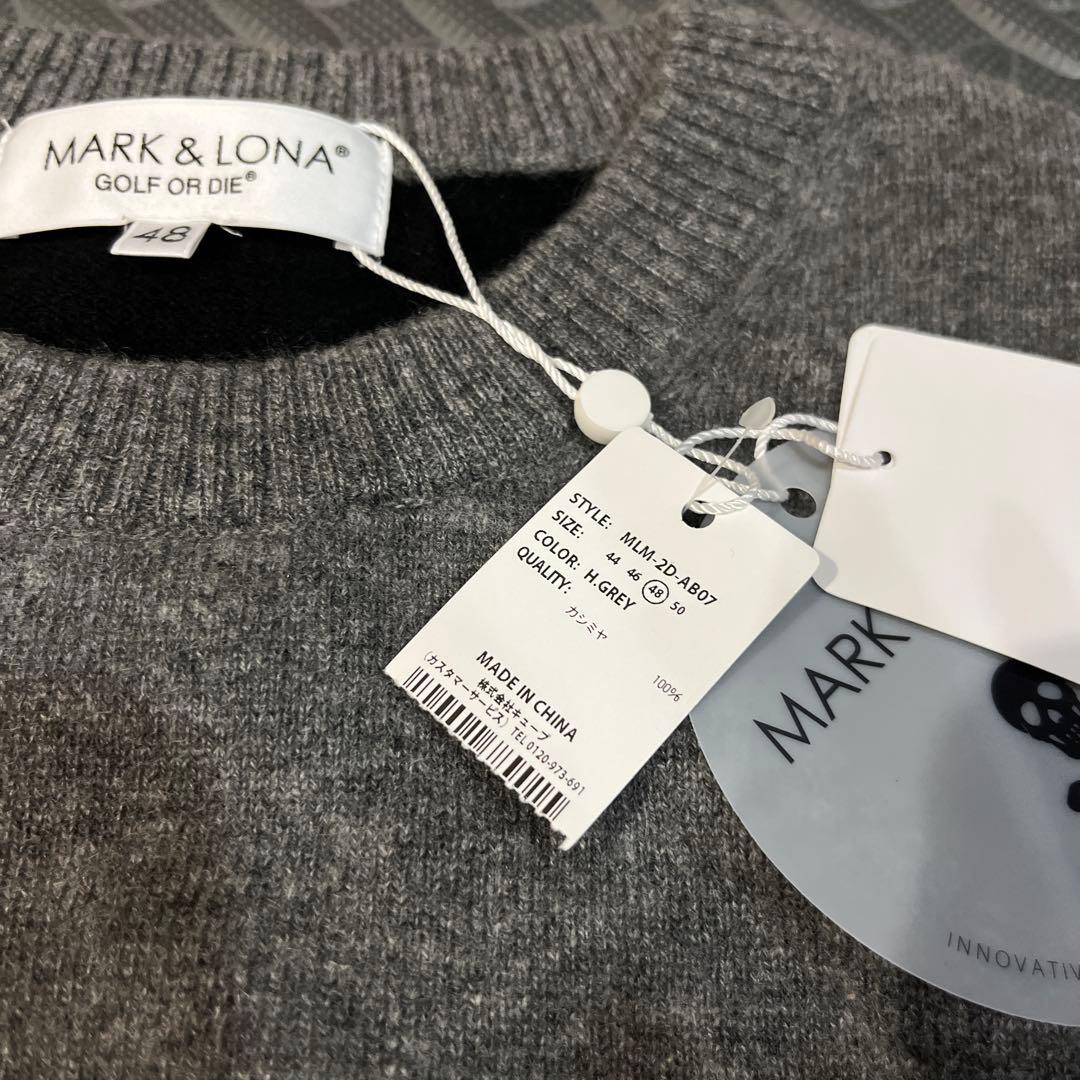 MARK & LONA®
GOLF OR DIE®
48
STYLE: MLM-2D-AB07
SIZE: 44 46 48 50
COLOR: H.GREY
QUALITY:
カシミヤ 100%
MADE IN CHINA
株式会社キューブ
(カスタマーサービス) TEL 0120-973-691
MARK
INNOVATIV